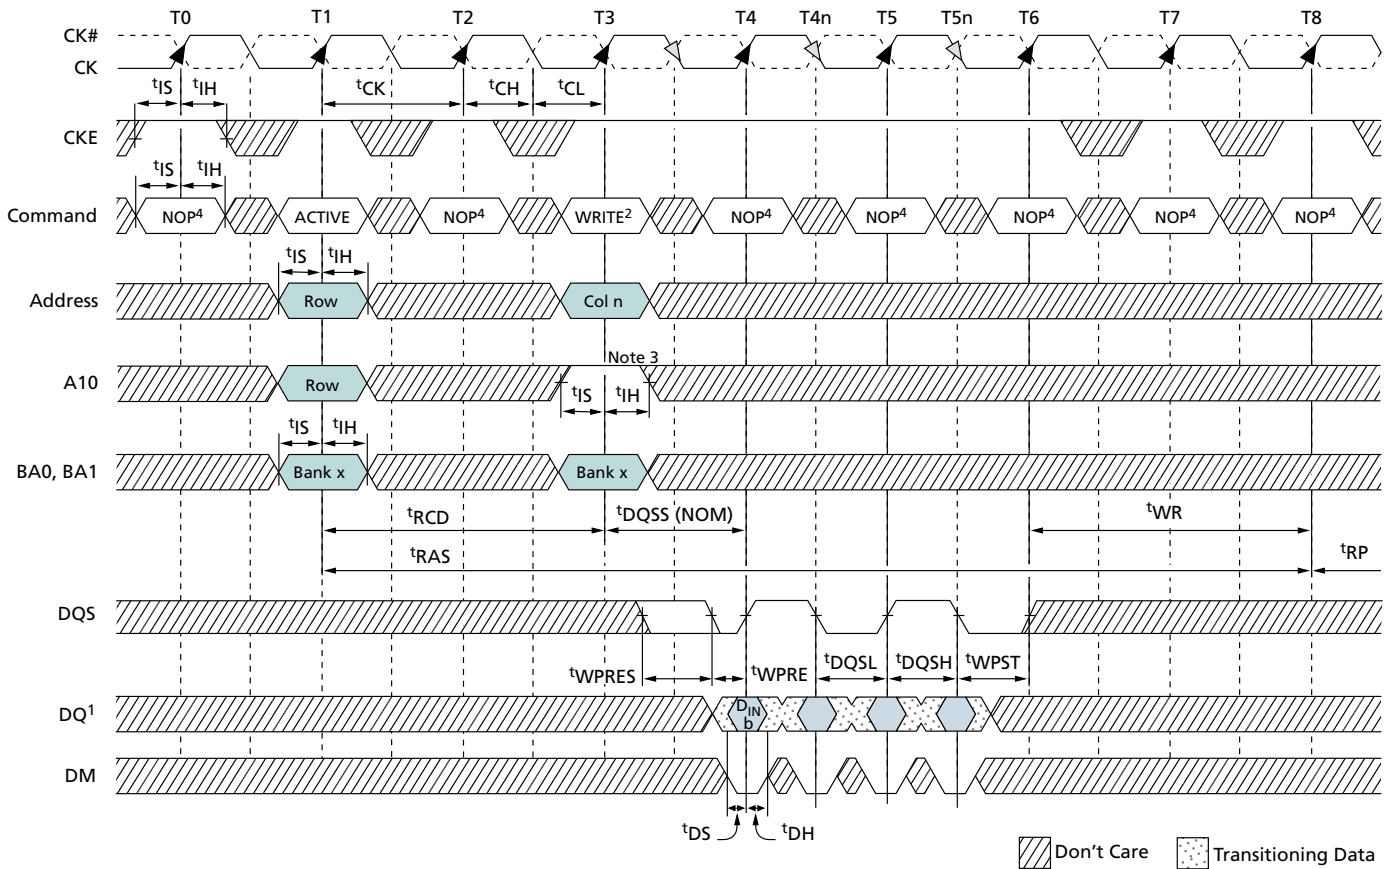 T0 T1 T2 T3 T4 T4n T5 T5n T6 T7 T8
CK#
CK
tIS tIH tCK tCH tCL
CKE
tIS tIH
Command NOP4 ACTIVE NOP4 WRITE2 NOP4 NOP4 NOP4 NOP4 NOP4
tIS tIH
Address Row Col n
Note 3
A10 Row
tIS tIH
tIS tIH
BA0, BA1 Bank x Bank x
tRCD tDQSS (NOM) tWR
tRAS tRP
DQS
tWPRES tWPRE tDQSL tDQSH tWPST
DQ1 DIN
b
DM
tDS tDH
Don't Care Transitioning Data